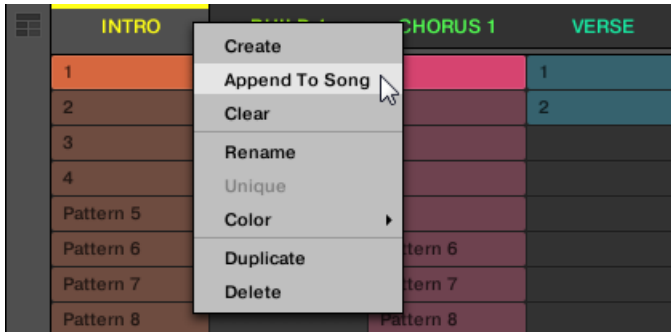 INTRO
CHORUS 1
VERSE
1
2
3
4
Pattern 5
Pattern 6
Pattern 7
Pattern 8
Create
Append To Song
Clear
Rename
Unique
Color
Duplicate
Delete
tern 6
tern 7
Pattern 8
1
2